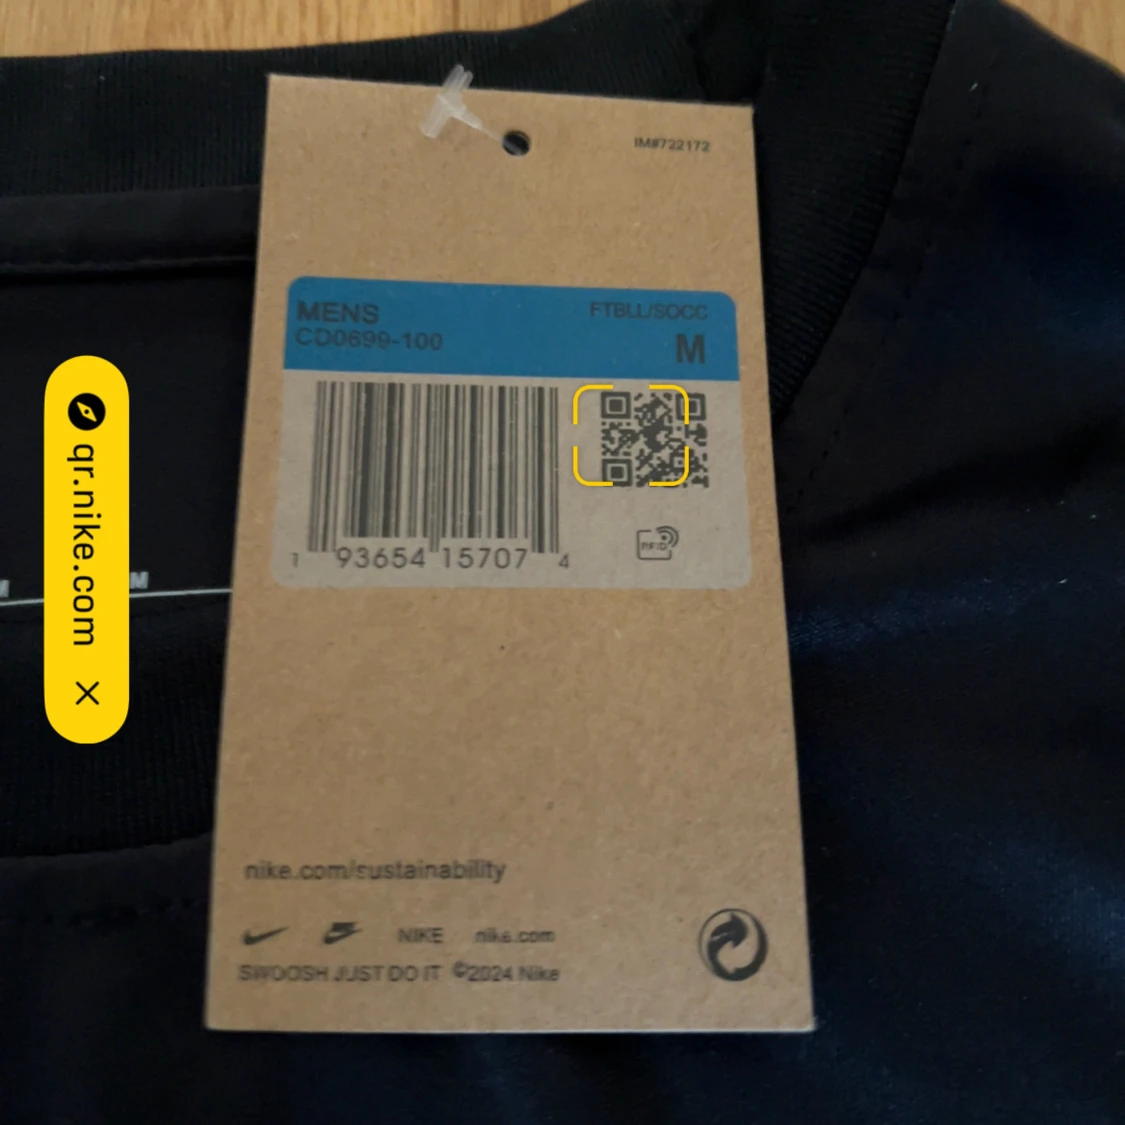 IM#722172
MENS FTBLL/SOCC
CD0699-100 M
1 93654 15707 4
RFID
qr.nike.com
M
M
nike.com/sustainability
NIKE nike.com
SWOOSH JUST DO IT ©2024 Nike